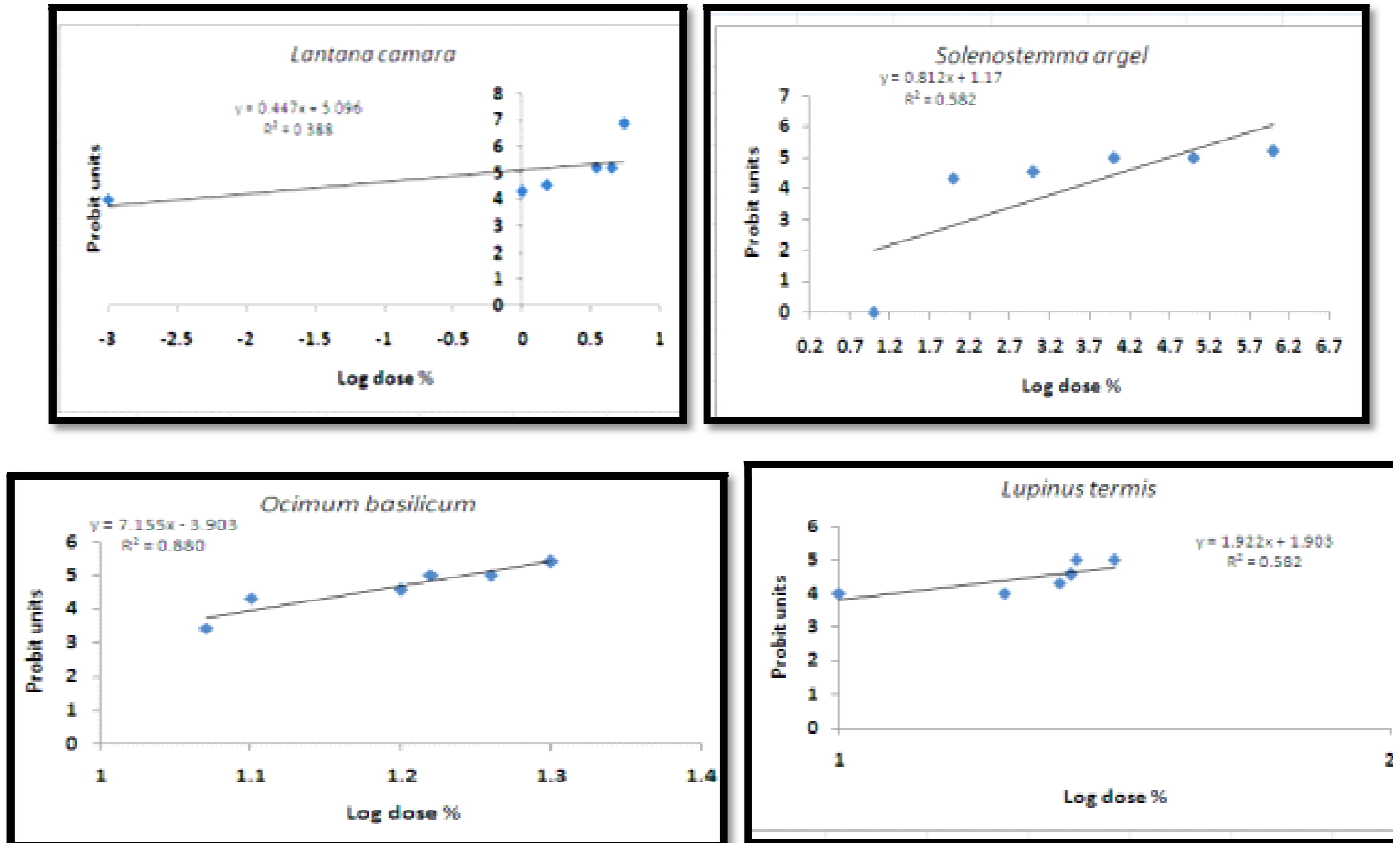 Lantana camara
y = 0.447x + 5.096
R² = 0.388
8
7
6
5
4
3
2
1
0
Probit units
-3 -2.5 -2 -1.5 -1 -0.5 0 0.5 1
Log dose %
Solenostemma argel
y = 0.812x + 1.17
R² = 0.582
7
6
5
4
3
2
1
0
Probit units
0.2 0.7 1.2 1.7 2.2 2.7 3.2 3.7 4.2 4.7 5.2 5.7 6.2 6.7
Log dose %
Ocimum basilicum
y = 7.155x - 3.903
R² = 0.880
6
5
4
3
2
1
0
Probit units
1 1.1 1.2 1.3 1.4
Log dose %
Lupinus termis
y = 1.922x + 1.903
R² = 0.582
6
5
4
3
2
1
0
Probit units
1 2
Log dose %